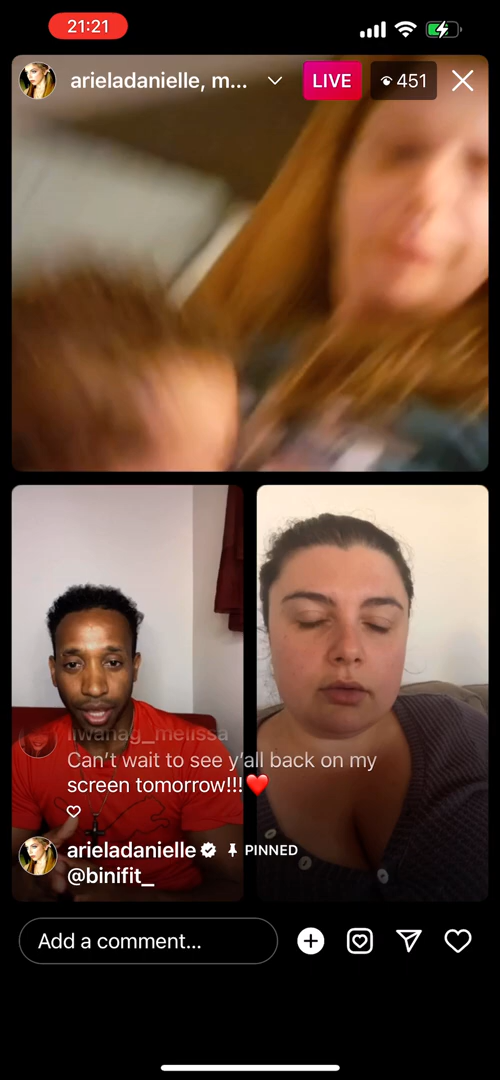 21:21
arieladanielle, m...
LIVE
451
liwanag_melissa
Can't wait to see y'all back on my
screen tomorrow!!!❤️
arieladanielle PINNED
@binifit_
Add a comment...